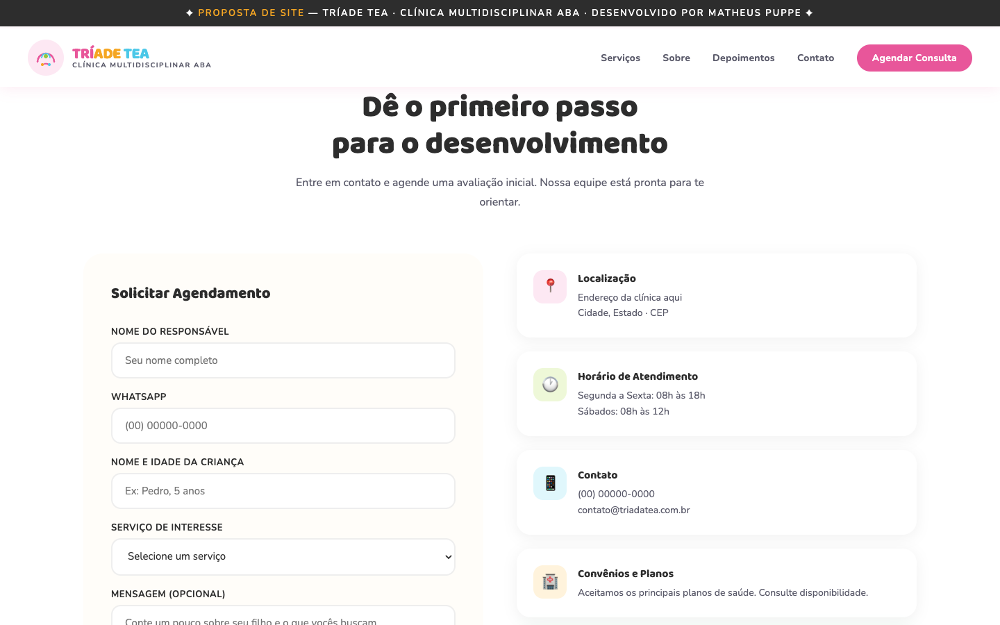 ✦ PROPOSTA DE SITE — TRÍADE TEA · CLÍNICA MULTIDISCIPLINAR ABA · DESENVOLVIDO POR MATHEUS PUPPE ✦
TRÍADE TEA
CLÍNICA MULTIDISCIPLINAR ABA
Serviços
Sobre
Depoimentos
Contato
Agendar Consulta
Dê o primeiro passo
para o desenvolvimento
Entre em contato e agende uma avaliação inicial. Nossa equipe está pronta para te
orientar.
Solicitar Agendamento
NOME DO RESPONSÁVEL
Seu nome completo
WHATSAPP
(00) 00000-0000
NOME E IDADE DA CRIANÇA
Ex: Pedro, 5 anos
SERVIÇO DE INTERESSE
Selecione um serviço
MENSAGEM (OPCIONAL)
Conte um pouco sobre seu filho e o que vocês buscam
Localização
Endereço da clínica aqui
Cidade, Estado · CEP
Horário de Atendimento
Segunda a Sexta: 08h às 18h
Sábados: 08h às 12h
Contato
(00) 00000-0000
contato@triadatea.com.br
Convênios e Planos
Aceitamos os principais planos de saúde. Consulte disponibilidade.